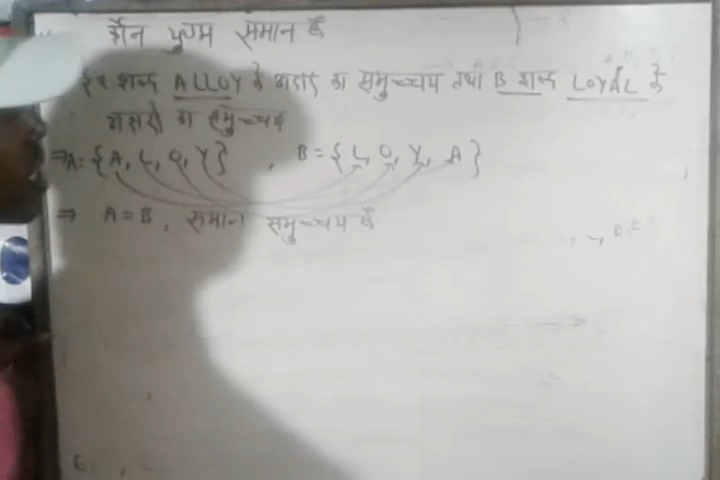 कौन युग्म समान हैं
शब्द ALLOY के अक्षरों का समुच्चय तथा B शब्द LOYAL के
अक्षरों का समुच्चय
⇒ A = {A, L, O, Y} , B = {L, O, Y, A}
⇒ A = B, समान समुच्चय हैं